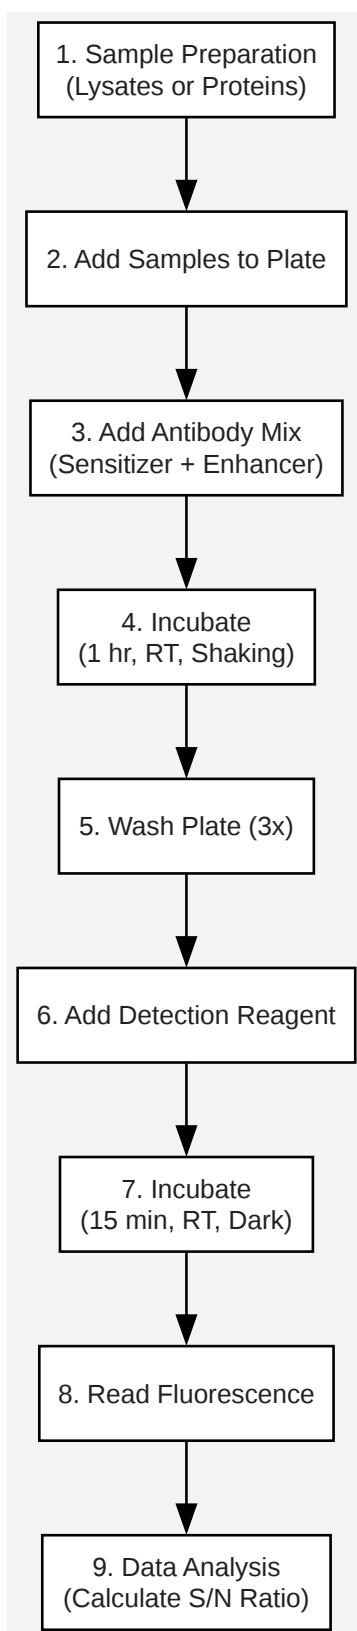 1. Sample Preparation
(Lysates or Proteins)
2. Add Samples to Plate
3. Add Antibody Mix
(Sensitizer + Enhancer)
4. Incubate
(1 hr, RT, Shaking)
5. Wash Plate (3x)
6. Add Detection Reagent
7. Incubate
(15 min, RT, Dark)
8. Read Fluorescence
9. Data Analysis
(Calculate S/N Ratio)